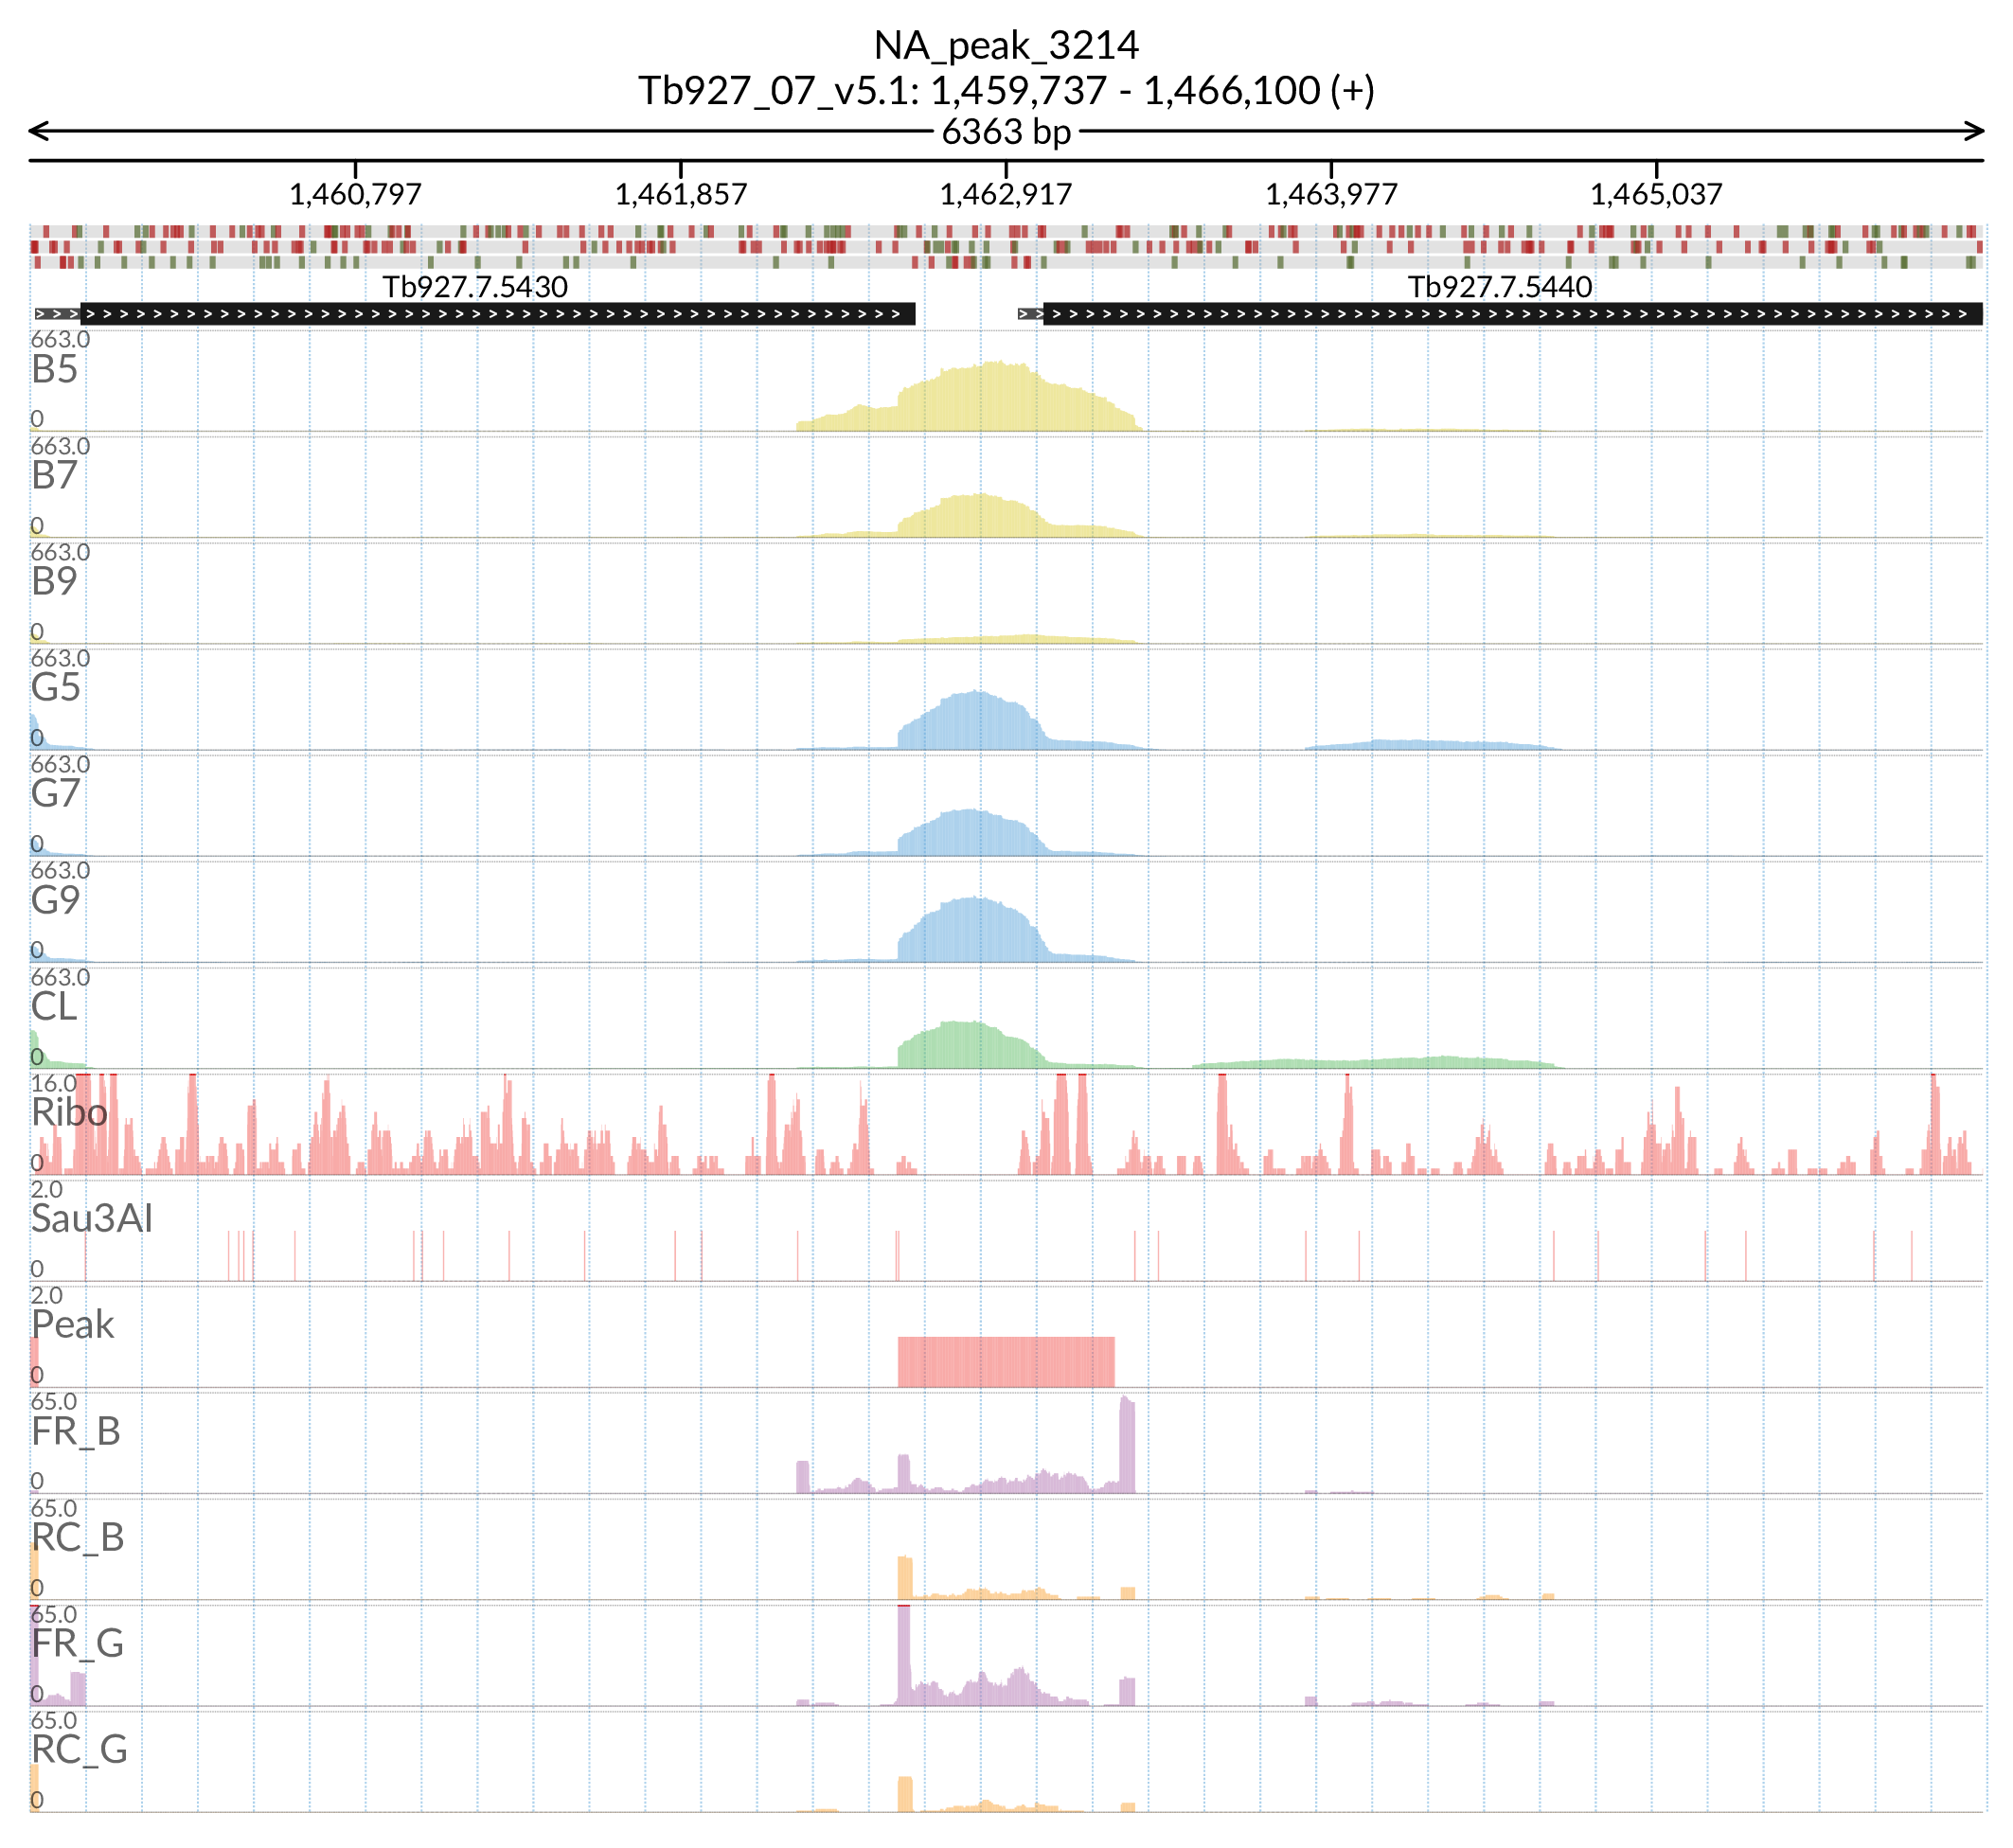 NA_peak_3214
Tb927_07_v5.1: 1,459,737 - 1,466,100 (+)
6363 bp
1,460,797 1,461,857 1,462,917 1,463,977 1,465,037
Tb927.7.5430 Tb927.7.5440
663.0
B5
0
663.0
B7
0
663.0
B9
0
663.0
G5
0
663.0
G7
0
663.0
G9
0
663.0
CL
0
16.0
Ribo
0
2.0
Sau3AI
0
2.0
Peak
0
65.0
FR_B
0
65.0
RC_B
0
65.0
FR_G
0
65.0
RC_G
0